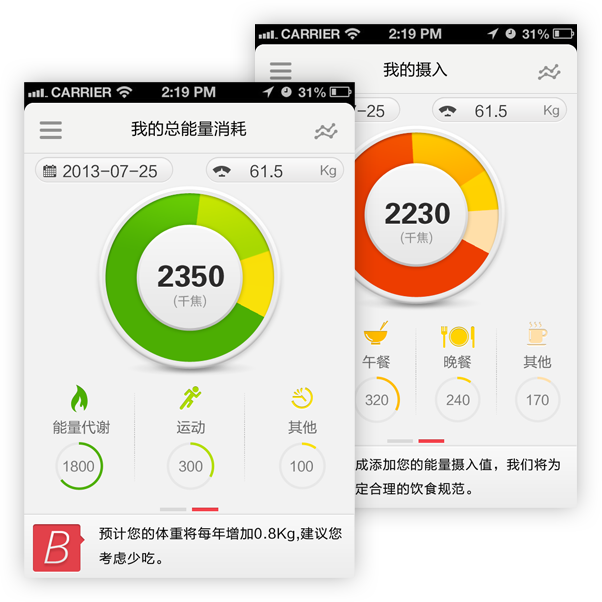 CARRIER 2:19 PM 31%
我的总能量消耗
2013-07-25 61.5 Kg
2350
(千焦)
能量代谢 运动 其他
1800 300 100
B
预计您的体重将每年增加0.8Kg,建议您
考虑少吃。
CARRIER 2:19 PM 31%
我的摄入
-25 61.5 Kg
2230
(千焦)
午餐 晚餐 其他
320 240 170
成添加您的能量摄入值，我们将为
定合理的饮食规范。